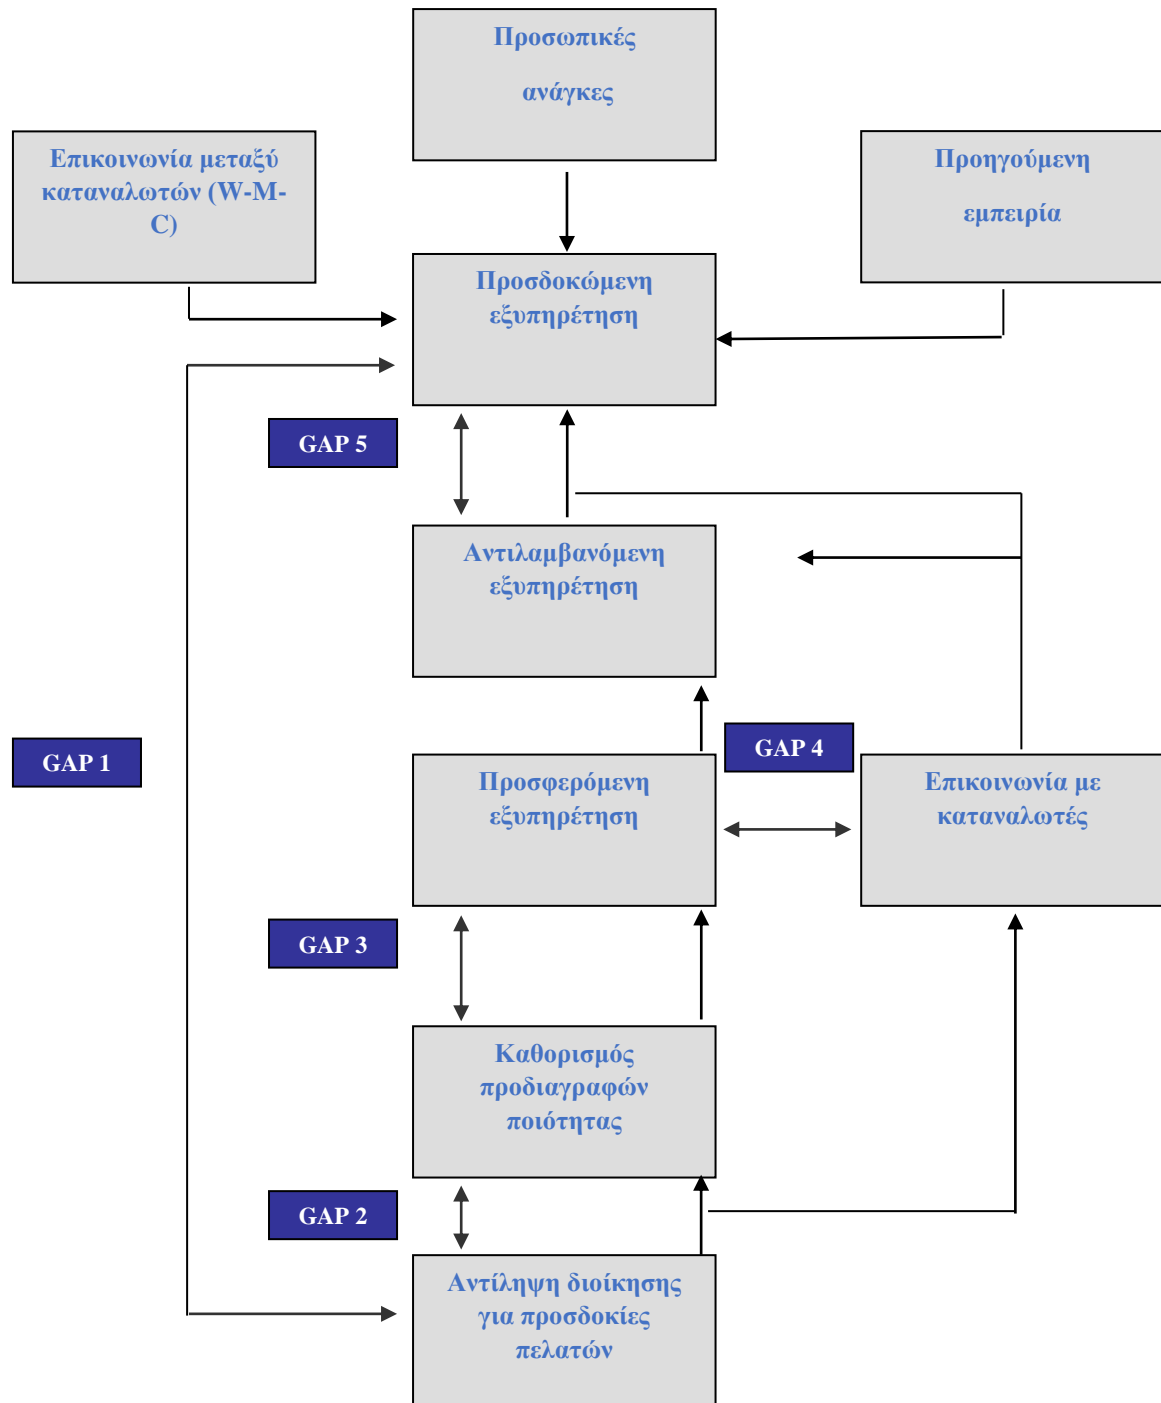 Προσωπικές
ανάγκες
Επικοινωνία μεταξύ
καταναλωτών (W-M-
C)
Προηγούμενη
εμπειρία
Προσδοκώμενη
εξυπηρέτηση
GAP 5
Αντιλαμβανόμενη
εξυπηρέτηση
GAP 1
GAP 4
Προσφερόμενη
εξυπηρέτηση
Επικοινωνία με
καταναλωτές
GAP 3
Καθορισμός
προδιαγραφών
ποιότητας
GAP 2
Αντίληψη διοίκησης
για προσδοκίες
πελατών